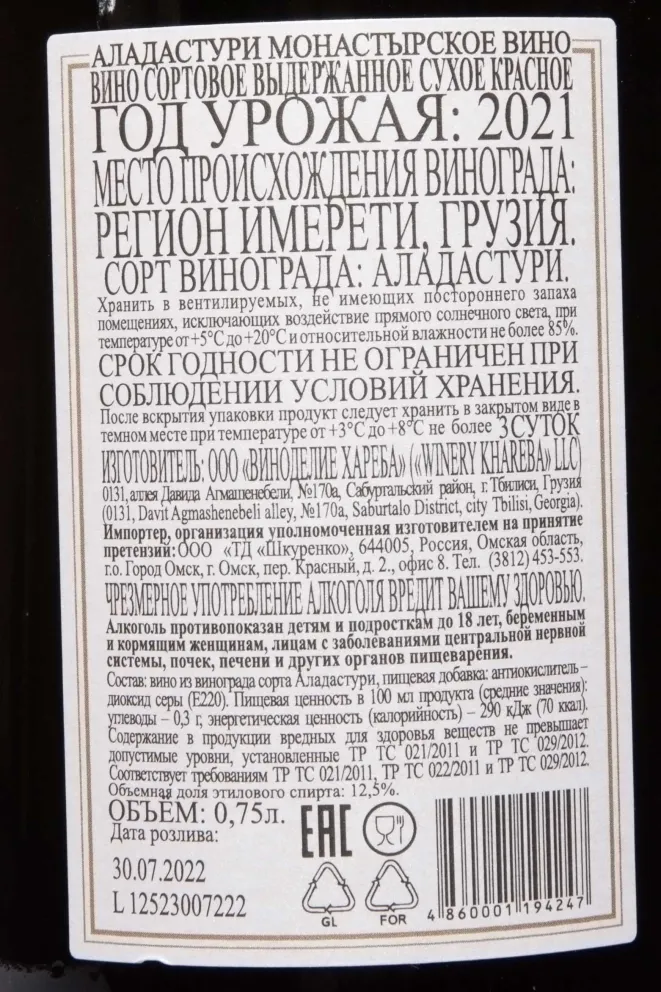 АЛАДАСТУРИ МОНАСТЫРСКОЕ ВИНО
ВИНО СОРТОВОЕ ВЫДЕРЖАННОЕ СУХОЕ КРАСНОЕ
ГОД УРОЖАЯ: 2021
МЕСТО ПРОИСХОЖДЕНИЯ ВИНОГРАДА:
РЕГИОН ИМЕРЕТИ, ГРУЗИЯ.
СОРТ ВИНОГРАДА: АЛАДАСТУРИ.
Хранить в вентилируемых, не имеющих постороннего запаха
помещениях, исключающих воздействие прямого солнечного света, при
температуре от +5°С до +20°С и относительной влажности не более 85%.
СРОК ГОДНОСТИ НЕ ОГРАНИЧЕН ПРИ
СОБЛЮДЕНИИ УСЛОВИЙ ХРАНЕНИЯ.
После вскрытия упаковки продукт следует хранить в закрытом виде в
темном месте при температуре от +3°С до +8°С не более 3 СУТОК
ИЗГОТОВИТЕЛЬ: ООО «ВИНОДЕЛИЕ ХАРЕБА» («WINERY KHAREBA» LLC)
0131, аллея Давида Агмашенебели, №170а, Сабурталский район, г. Тбилиси, Грузия
(0131, Davit Agmashenebeli alley, №170a, Saburtalo District, city Tbilisi, Georgia).
Импортер, организация уполномоченная изготовителем на принятие
претензий: ООО «ТД «Шкуренко», 644005, Россия, Омская область,
г.о. Город Омск, г. Омск, пер. Красный, д. 2., офис 8. Тел. (3812) 453-553.
ЧРЕЗМЕРНОЕ УПОТРЕБЛЕНИЕ АЛКОГОЛЯ ВРЕДИТ ВАШЕМУ ЗДОРОВЬЮ.
Алкоголь противопоказан детям и подросткам до 18 лет, беременным
и кормящим женщинам, лицам с заболеваниями центральной нервной
системы, почек, печени и других органов пищеварения.
Состав: вино из винограда сорта Аладастури, пищевая добавка: антиокислитель –
диоксид серы (Е220). Пищевая ценность в 100 мл продукта (средние значения):
углеводы – 0,3 г, энергетическая ценность (калорийность) – 290 кДж (70 ккал).
Содержание в продукции вредных для здоровья веществ не превышает
допустимые уровни, установленные ТР ТС 021/2011 и ТР ТС 029/2012.
Соответствует требованиям ТР ТС 021/2011, ТР ТС 022/2011 и ТР ТС 029/2012.
Объемная доля этилового спирта: 12,5%.
ОБЪЁМ: 0,75л.
Дата розлива:
30.07.2022
L 12523007222
EAC
GL
FOR
4 860001 194247